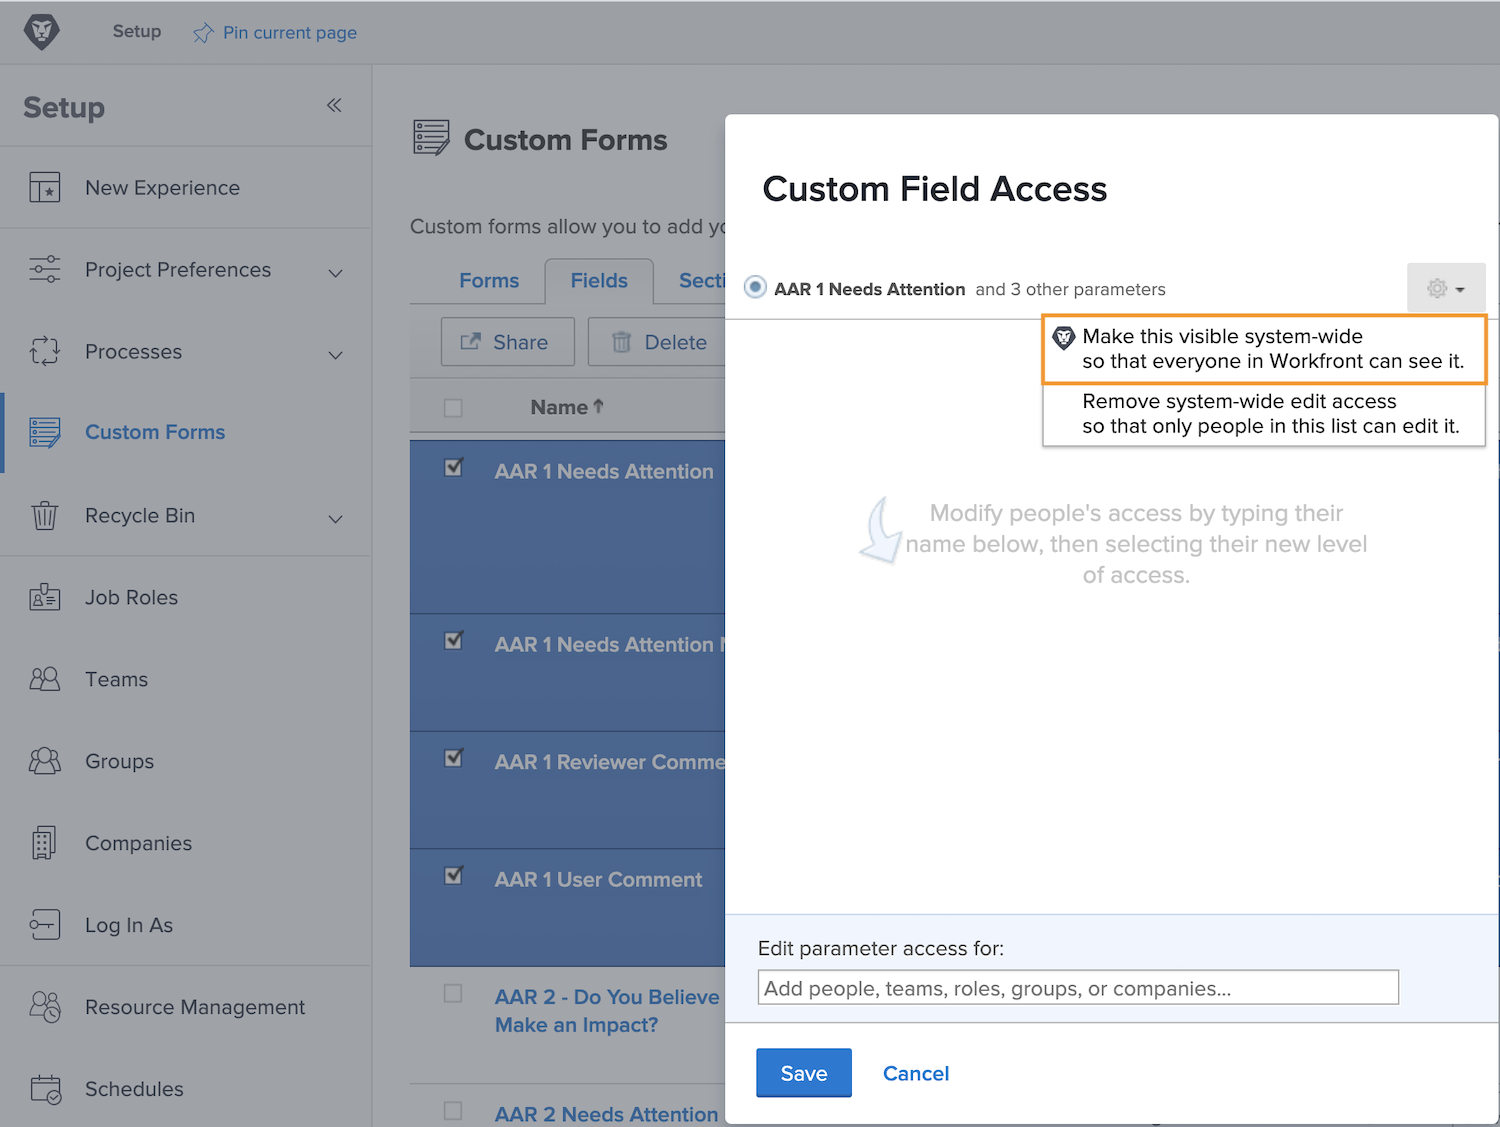 Setup
Pin current page
Setup
New Experience
Project Preferences
Processes
Custom Forms
Recycle Bin
Job Roles
Teams
Groups
Companies
Log In As
Resource Management
Schedules
Custom Forms
Custom forms allow you to add
Forms
Fields
Share
Delete
Name
AAR 1 Needs Attention
AAR 1 Needs Attention
AAR 1 Reviewer
AAR 1 User Comment
AAR 2 - Do You Believe
Make an Impact?
AAR 2 Needs Attention
Custom Field Access
AAR 1 Needs Attention and 3 other parameters
Make this visible system-wide
so that everyone in Workfront can see it.
Remove system-wide edit access
so that only people in this list can edit it.
Modify people's access by typing their
name below, then selecting their new level
of access.
Edit parameter access for:
Add people, teams, roles, groups, or companies...
Save
Cancel